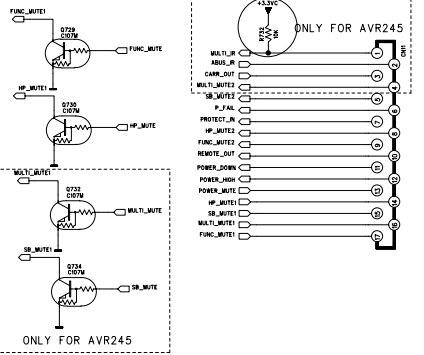 FUNC_MUTE1
Q729
C107M
FUNC_MUTE
HP_MUTE1
Q730
C107M
HP_MUTE
MULTI_MUTE1
Q732
C107M
MULTI_MUTE
SB_MUTE1
Q734
C107M
SB_MUTE
ONLY FOR AVR245
+3.3VC
R732
10K
ONLY FOR AVR245
CN11
MULTI_IR 1
ABUS_IR 2
CARR_OUT 3
MULTI_MUTE2 4
SB_MUTE2 5
P_FAIL 6
PROTECT_IN 7
HP_MUTE2 8
FUNC_MUTE2 9
REMOTE_OUT 10
POWER_DOWN 11
POWER_HIGH 12
POWER_MUTE 13
HP_MUTE1 14
SB_MUTE1 15
MULTI_MUTE1 16
FUNC_MUTE1 17